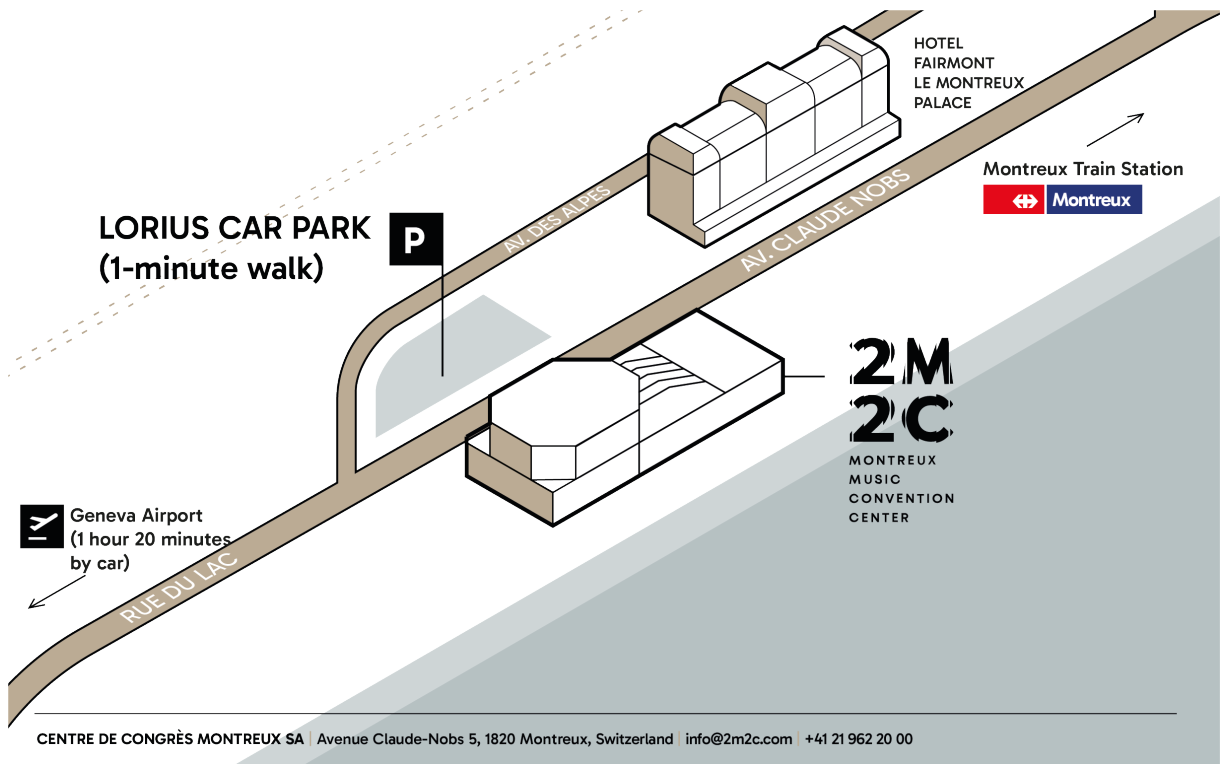 HOTEL
FAIRMONT
LE MONTREUX
PALACE
Montreux Train Station
Montreux
AV. DES ALPES
AV. CLAUDE NOBS
LORIUS CAR PARK
(1-minute walk)
P
2M
2C
MONTREUX
MUSIC
CONVENTION
CENTER
Geneva Airport
(1 hour 20 minutes
by car)
RUE DU LAC
CENTRE DE CONGRÈS MONTREUX SA | Avenue Claude-Nobs 5, 1820 Montreux, Switzerland | info@2m2c.com | +41 21 962 20 00